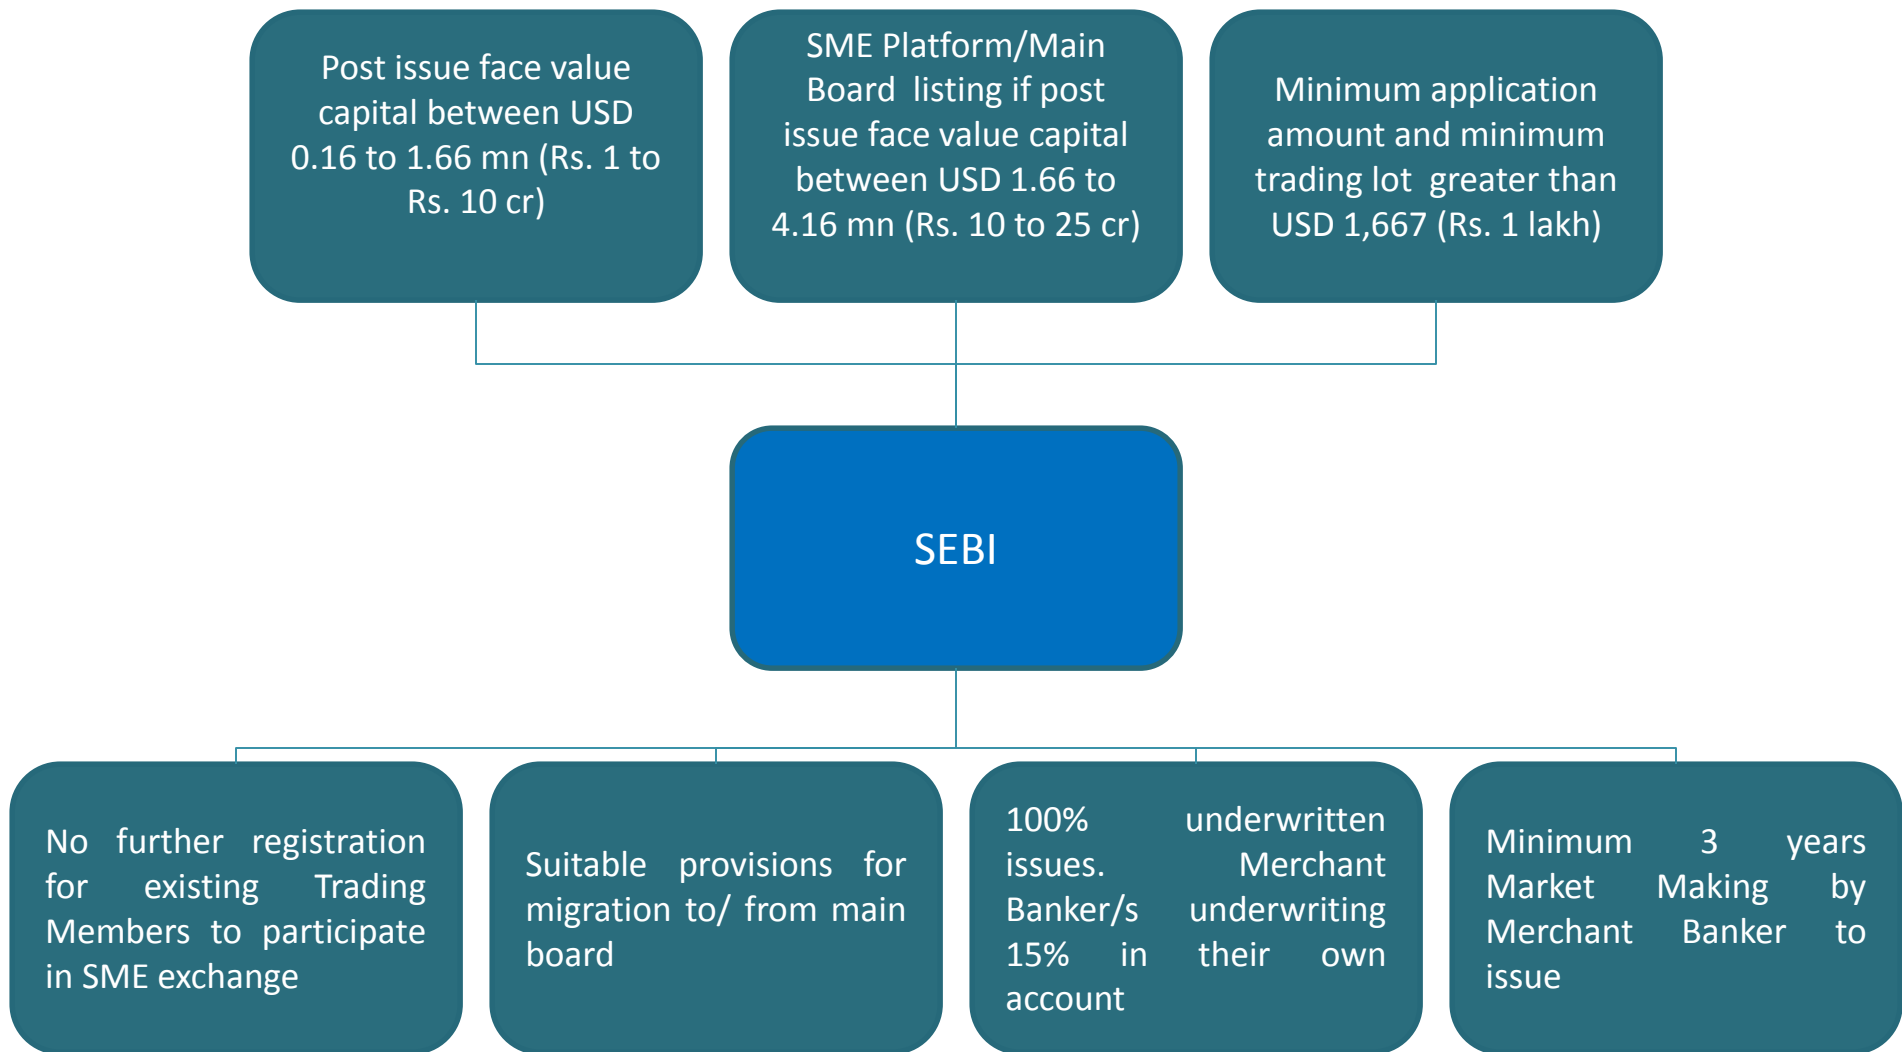 Post issue face value
capital between USD
0.16 to 1.66 mn (Rs. 1 to
Rs. 10 cr)
SME Platform/Main
Board listing if post
issue face value capital
between USD 1.66 to
4.16 mn (Rs. 10 to 25 cr)
Minimum application
amount and minimum
trading lot greater than
USD 1,667 (Rs. 1 lakh)
SEBI
No further registration
for existing Trading
Members to participate
in SME exchange
Suitable provisions for
migration to/ from main
board
100% underwritten
issues. Merchant
Banker/s underwriting
15% in their own
account
Minimum 3 years
Market Making by
Merchant Banker to
issue